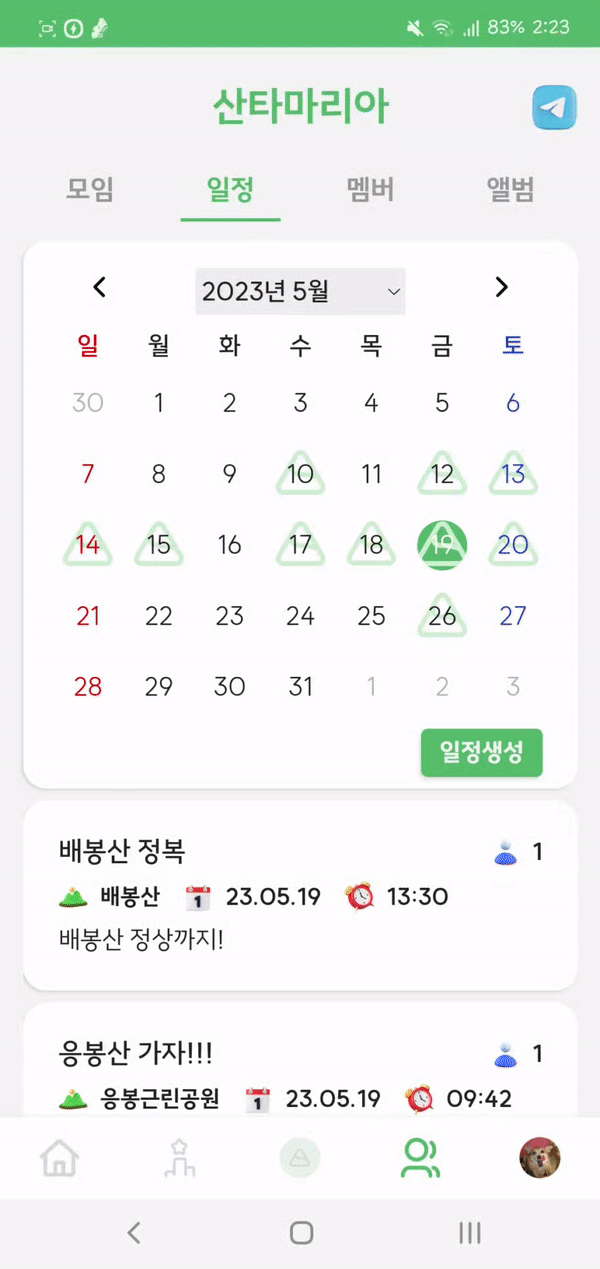 83% 2:23
산타마리아
모임 일정 멤버 앨범
2023년 5월
일 월 화 수 목 금 토
30 1 2 3 4 5 6
7 8 9 10 11 12 13
14 15 16 17 18 19 20
21 22 23 24 25 26 27
28 29 30 31 1 2 3
일정생성
배봉산 정복 1
배봉산 1 23.05.19 13:30
배봉산 정상까지!
응봉산 가자!!! 1
응봉근린공원 1 23.05.19 09:42